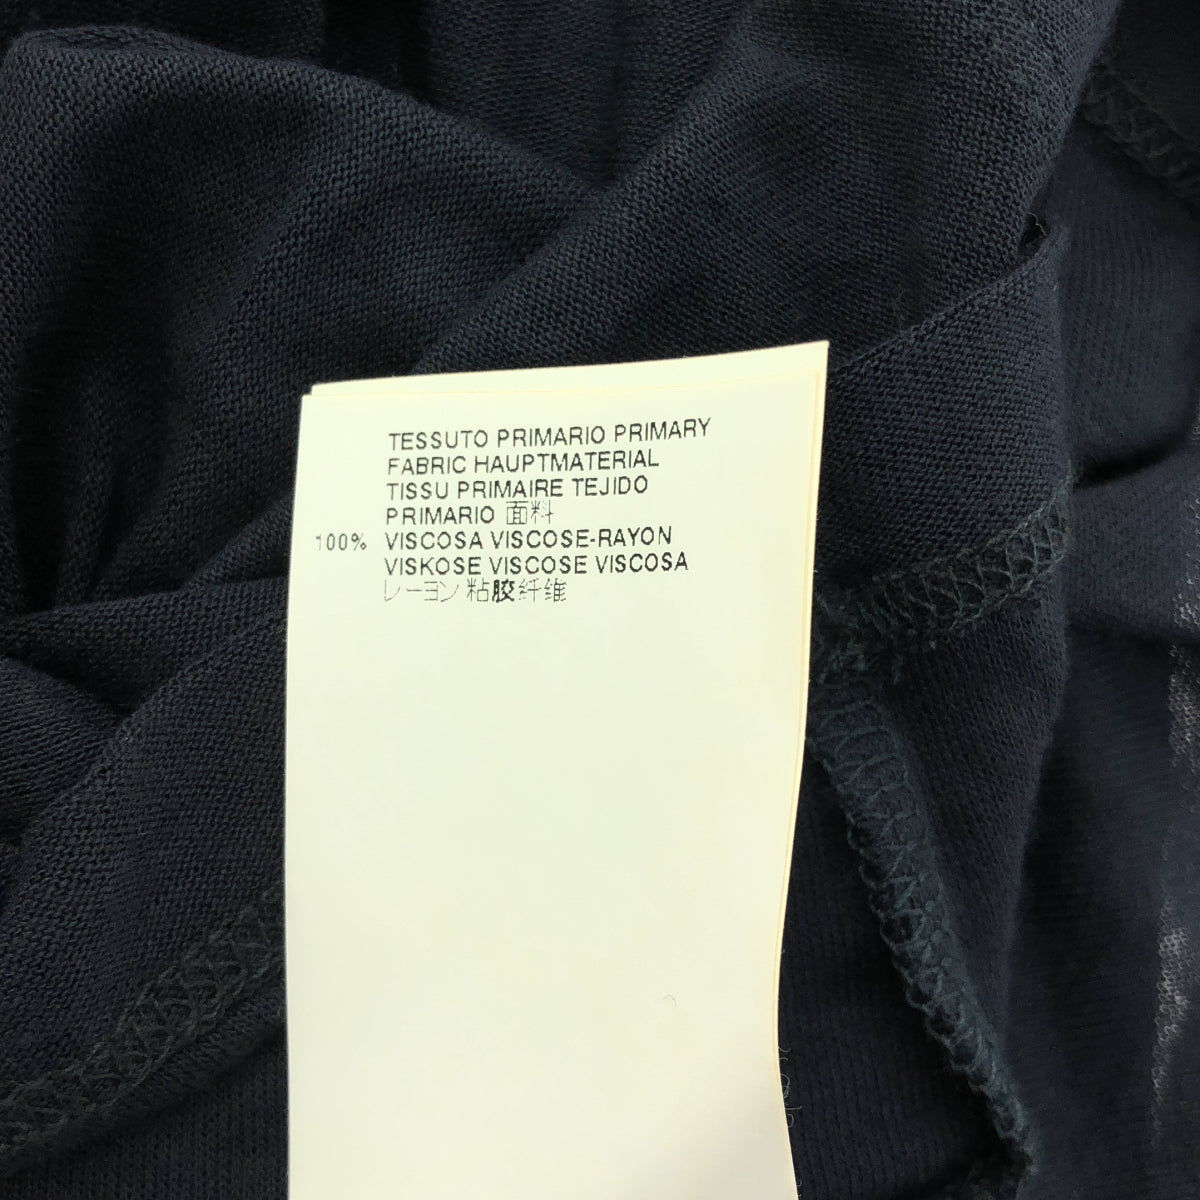 TESSUTO PRIMARIO PRIMARY
FABRIC HAUPTMATERIAL
TISSU PRIMAIRE TEJIDO
PRIMARIO 面料
100% VISCOSA VISCOSE-RAYON
VISKOSE VISCOSE VISCOSA
レーヨン 粘胶纤维